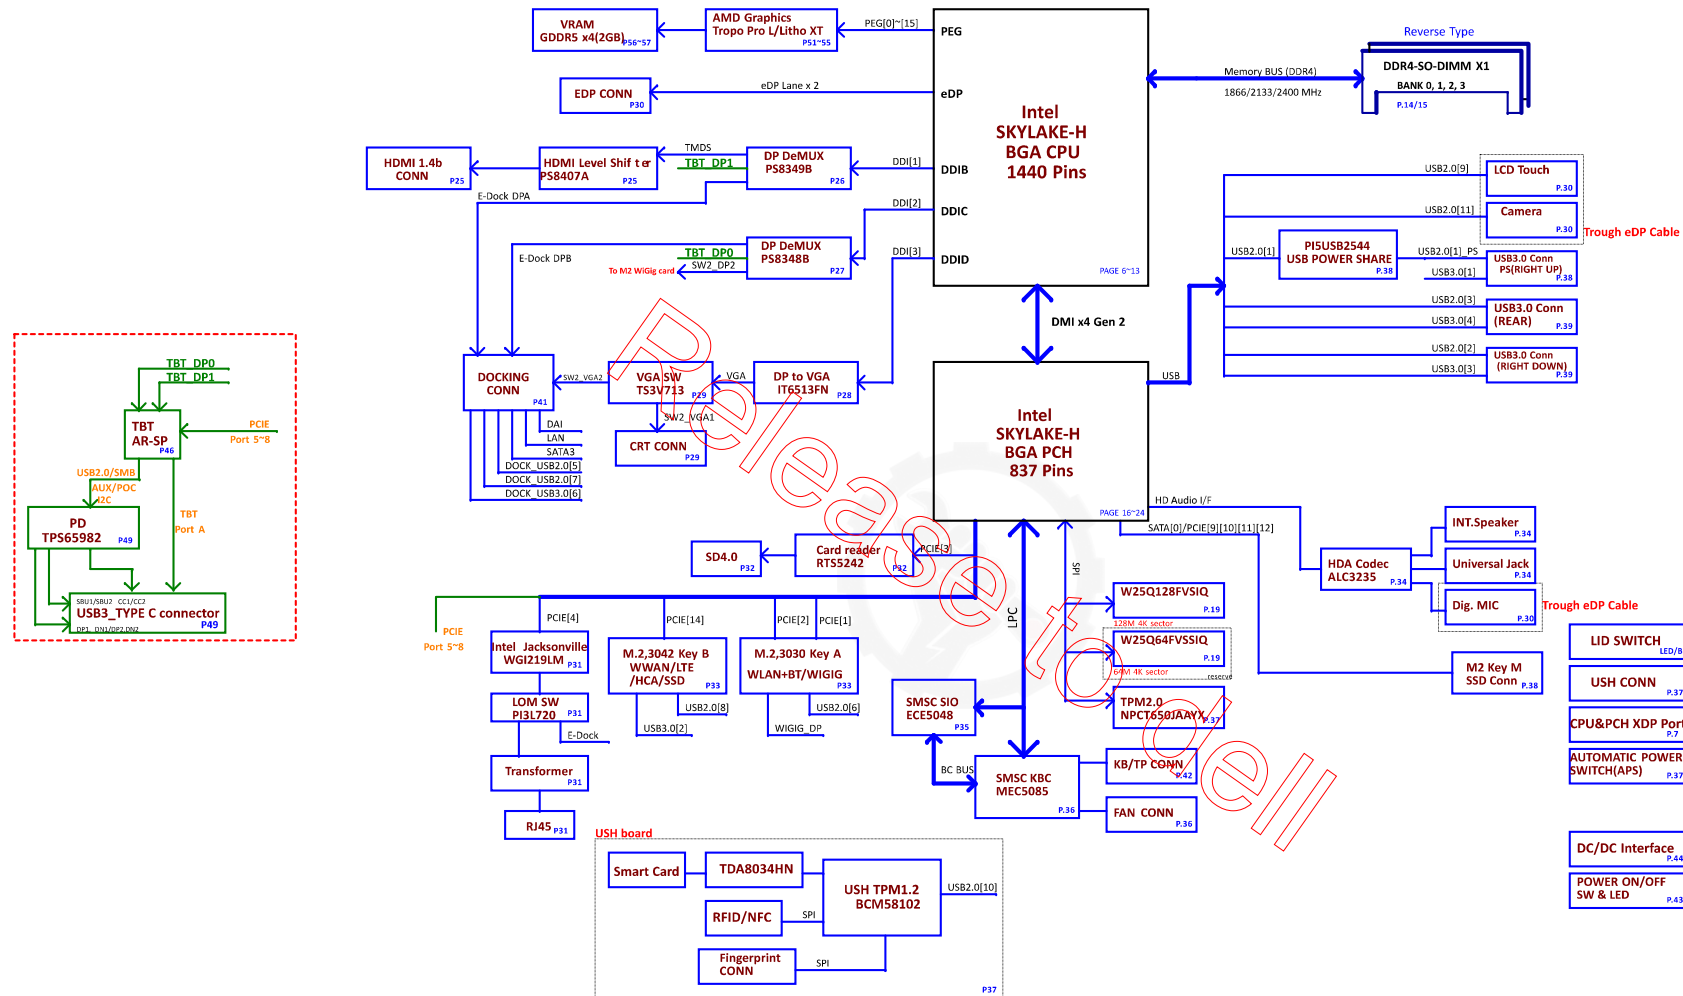 VRAM
GDDR5 x4(2GB)
P56~57
AMD Graphics
Tropo Pro L/Litho XT
P51~55
PEG[0]~[15]
PEG
EDP CONN
P30
eDP Lane x 2
eDP
Intel
SKYLAKE-H
BGA CPU
1440 Pins
PAGE 6~13
Memory BUS (DDR4)
1866/2133/2400 MHz
Reverse Type
DDR4-SO-DIMM X1
BANK 0, 1, 2, 3
P.14/15
HDMI 1.4b
CONN
P25
HDMI Level Shifter
PS8407A
P25
TMDS
TBT_DP1
DP DeMUX
PS8349B
P26
DDI[1]
DDIB
E-Dock DPA
DDI[2]
DDIC
E-Dock DPB
TBT_DP0
SW2_DP2
To M2 WiGig card
DP DeMUX
PS8348B
P27
DDI[3]
DDID
USB2.0[9]
LCD Touch
P.30
USB2.0[11]
Camera
P.30
Trough eDP Cable
USB2.0[1]
PI5USB2544
USB POWER SHARE
P.38
USB2.0[1]_PS
USB3.0[1]
USB3.0 Conn
PS(RIGHT UP)
P.38
USB2.0[3]
USB3.0[4]
USB3.0 Conn
(REAR)
P.39
USB2.0[2]
USB3.0[3]
USB3.0 Conn
(RIGHT DOWN)
P.39
DMI x4 Gen 2
USB
TBT_DP0
TBT_DP1
TBT
AR-SP
P46
PCIE
Port 5~8
USB2.0/SMB
AUX/POC
I2C
TBT
Port A
PD
TPS65982
P49
SBU1/SBU2 CC1/CC2
USB3_TYPE C connector
DP1, DN1/DP2,DN2
P49
DOCKING
CONN
P41
SW2_VGA2
VGA SW
TS3V713
P29
VGA
DP to VGA
IT6513FN
P28
SW2_VGA1
CRT CONN
P29
DAI
LAN
SATA3
DOCK_USB2.0[5]
DOCK_USB2.0[7]
DOCK_USB3.0[6]
Intel
SKYLAKE-H
BGA PCH
837 Pins
PAGE 16~24
HD Audio I/F
SATA[0]/PCIE[9][10][11][12]
SD4.0
P32
Card reader
RTS5242
P32
PCIE[3]
LPC
SPI
HDA Codec
ALC3235
P.34
INT.Speaker
P.34
Universal Jack
P.34
Dig. MIC
P.30
Trough eDP Cable
W25Q128FVSIQ
P.19
128M 4K sector
W25Q64FVSSIQ
P.19
64M 4K sector
reserve
TPM2.0
NPCT650JAAYX
P.37
PCIE
Port 5~8
PCIE[4]
PCIE[14]
PCIE[2]
PCIE[1]
Intel Jacksonville
WGI219LM
P31
LOM SW
PI3L720
P31
E-Dock
Transformer
P31
RJ45
P31
M.2,3042 Key B
WWAN/LTE
/HCA/SSD
P33
USB2.0[8]
USB3.0[2]
M.2,3030 Key A
WLAN+BT/WIGIG
P33
USB2.0[6]
WIGIG_DP
SMSC SIO
ECE5048
P35
BC BUS
SMSC KBC
MEC5085
P.36
KB/TP CONN
P.42
FAN CONN
P.36
M2 Key M
SSD Conn
P.38
LID SWITCH
LED/B
USH CONN
P.37
CPU&PCH XDP Port
P.7
AUTOMATIC POWER
SWITCH(APS)
P.37
DC/DC Interface
P.44
POWER ON/OFF
SW & LED
P.43
USH board
Smart Card
TDA8034HN
USH TPM1.2
BCM58102
USB2.0[10]
RFID/NFC
SPI
Fingerprint
CONN
SPI
P37
Release to dell